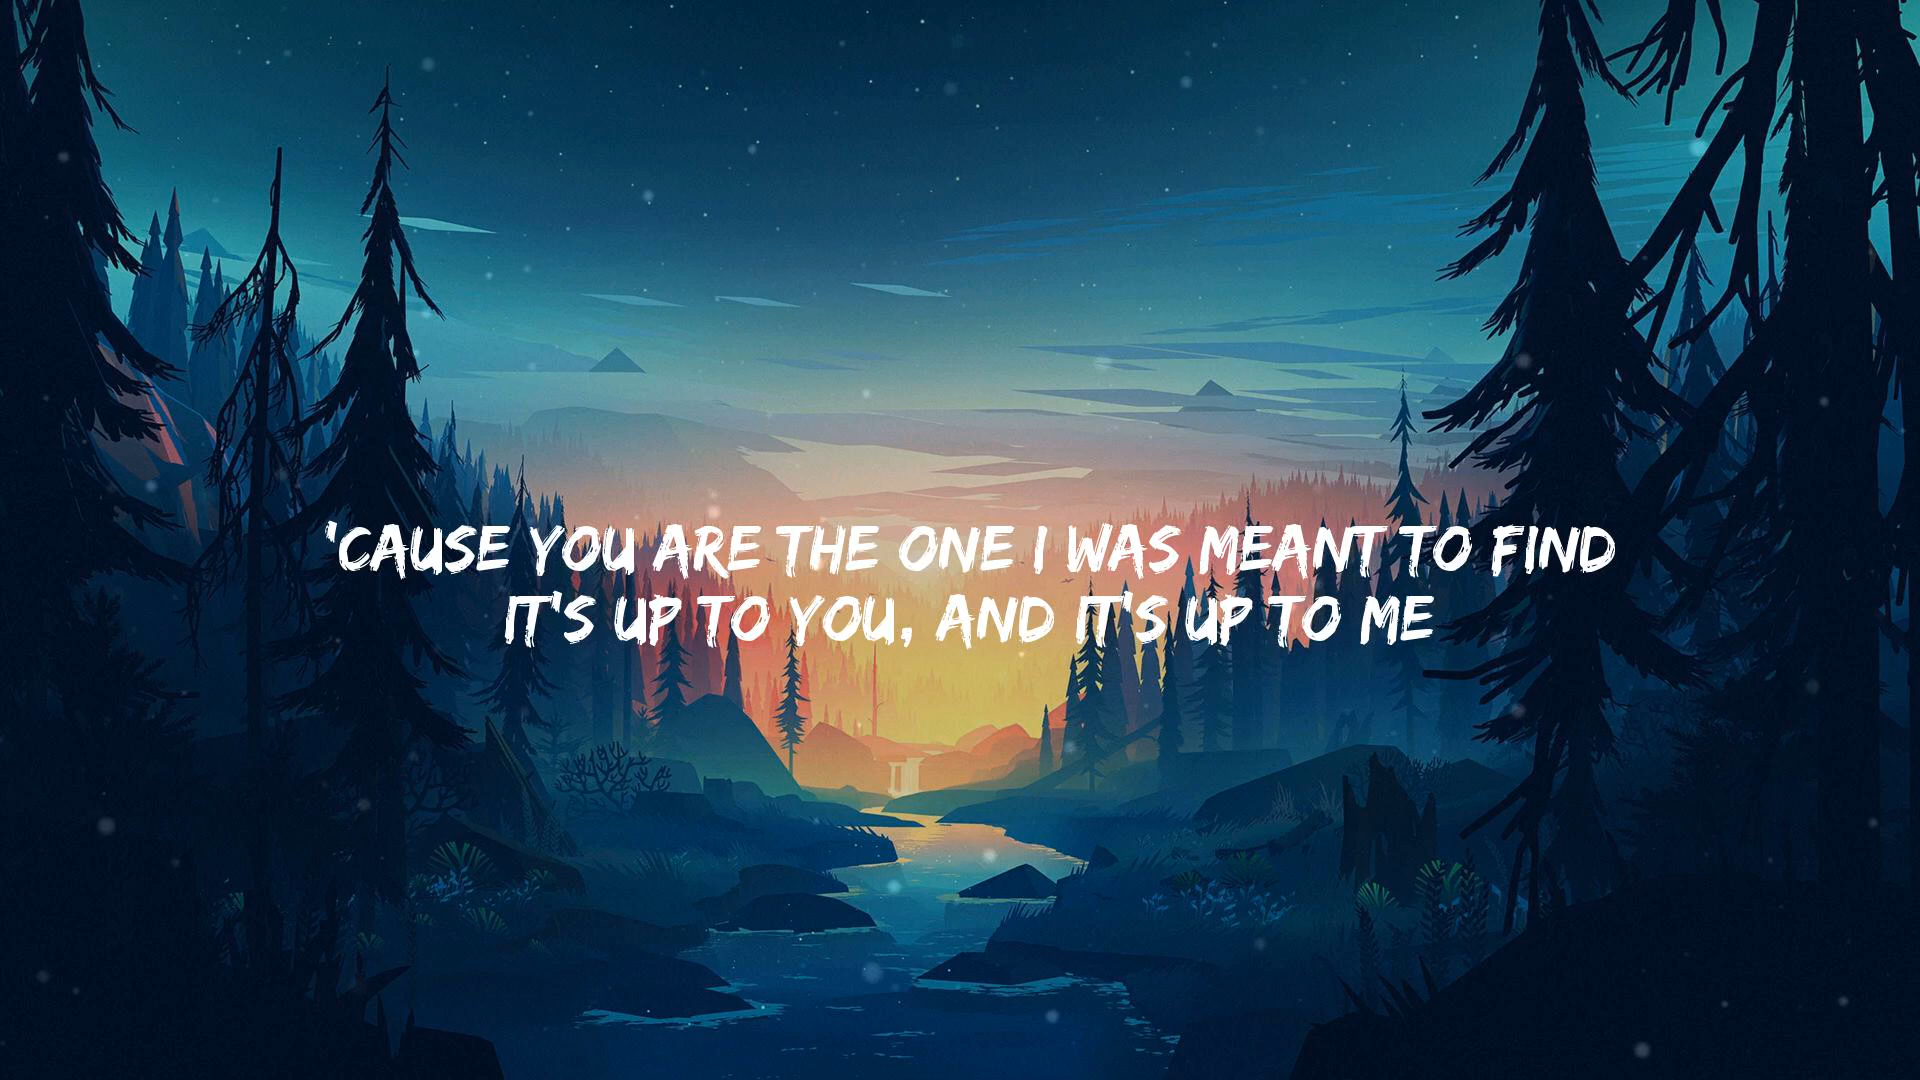 'CAUSE YOU ARE THE ONE I WAS MEANT TO FIND
IT'S UP TO YOU, AND IT'S UP TO ME